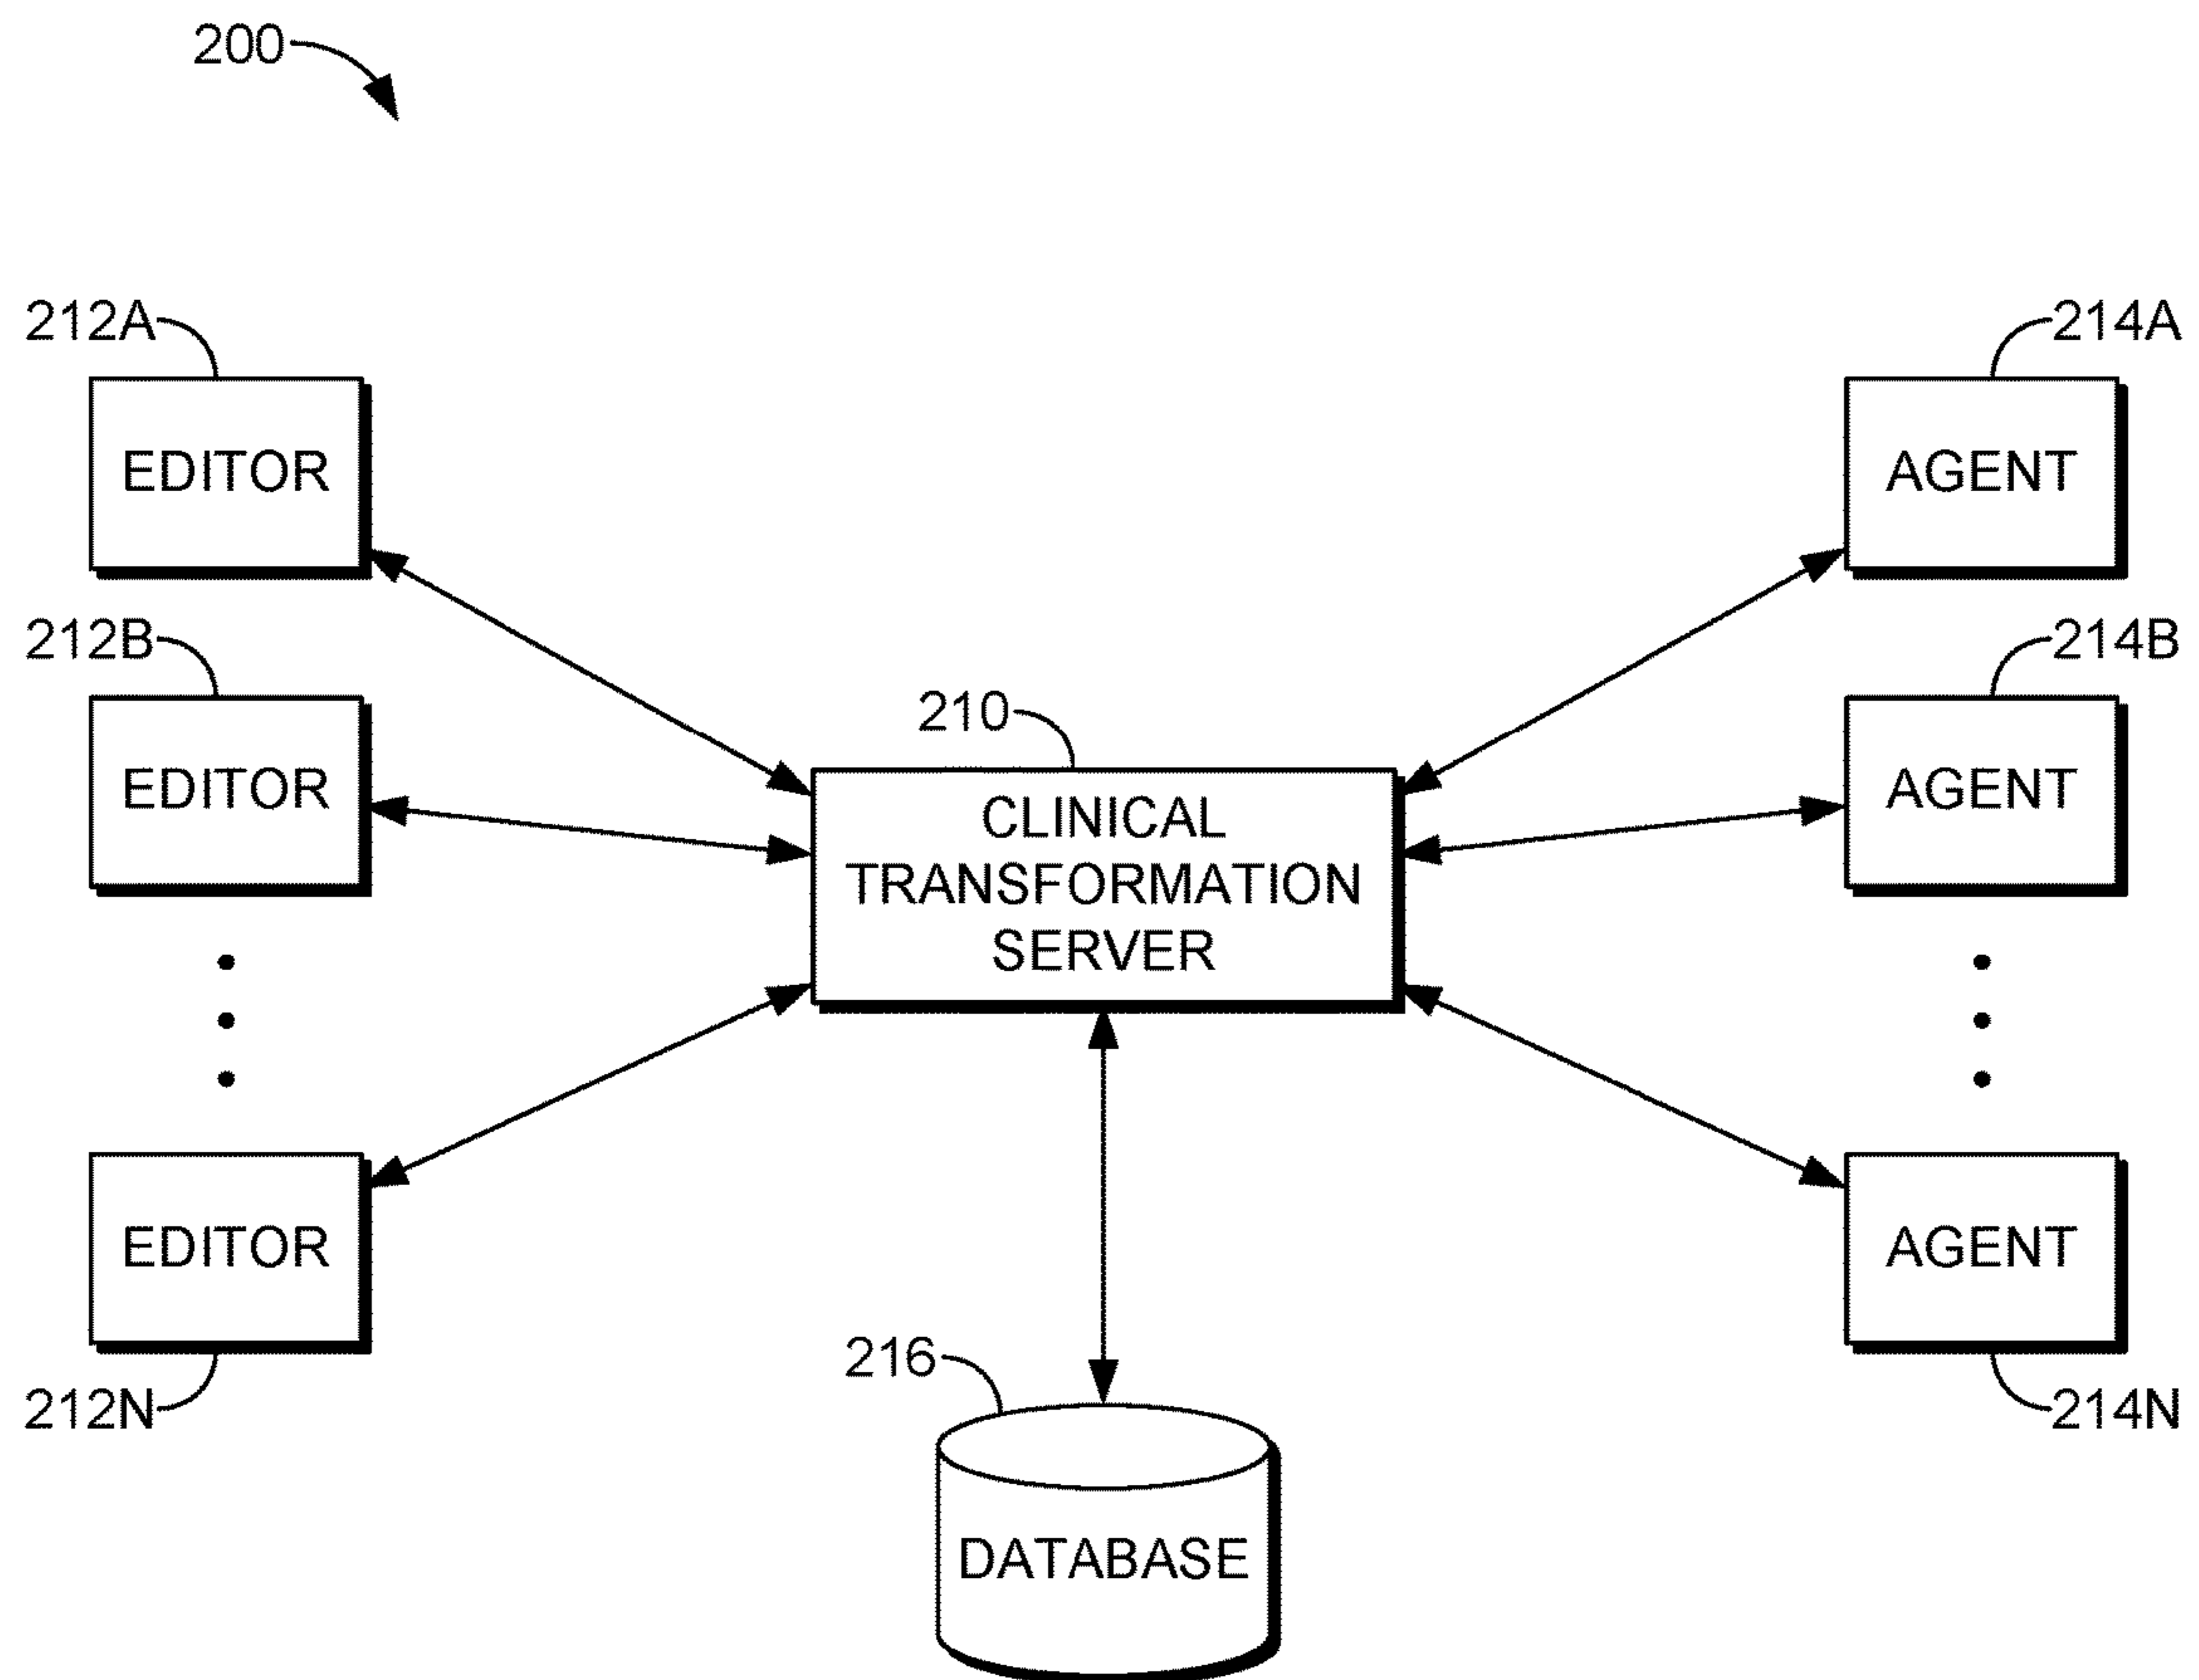 200
212A
214A
EDITOR
AGENT
212B
214B
210
EDITOR
AGENT
CLINICAL
TRANSFORMATION
SERVER
EDITOR
AGENT
216
212N
214N
DATABASE